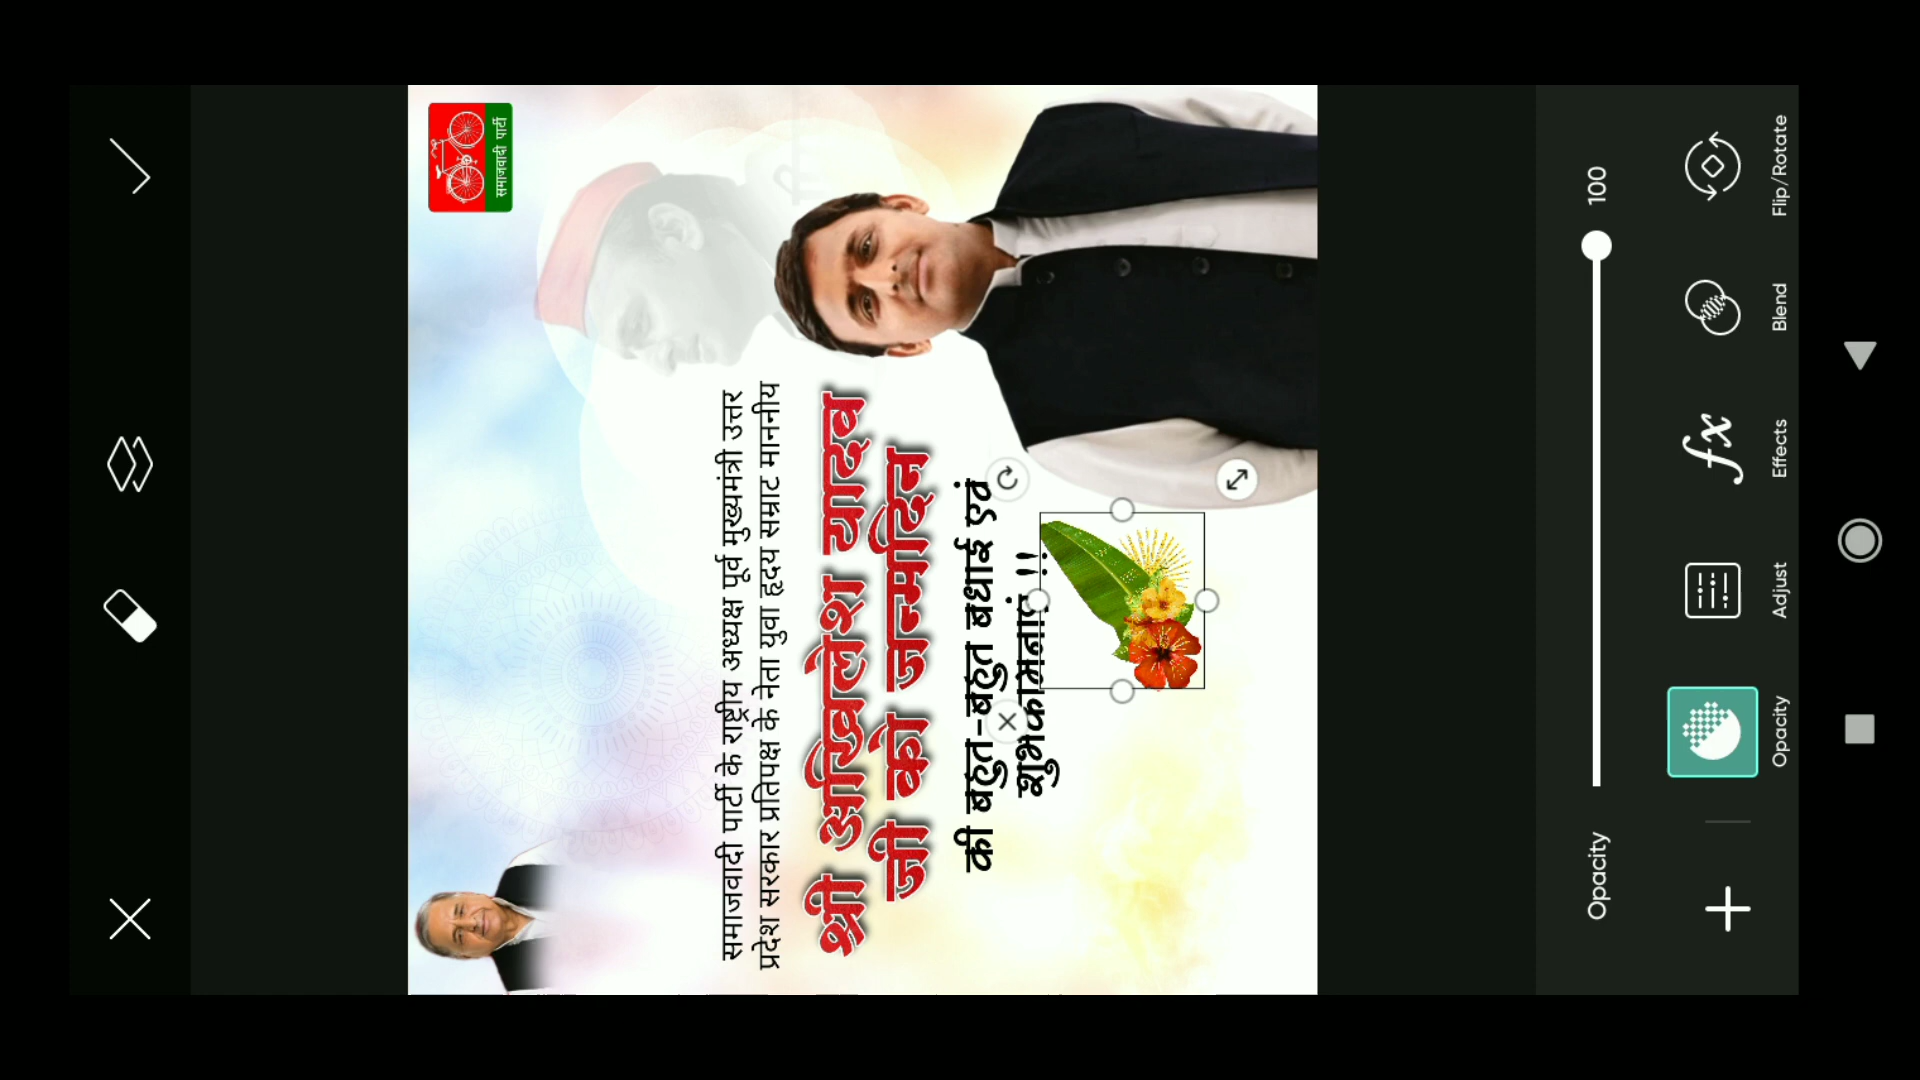 समाजवादी पार्टी
समाजवादी पार्टी के राष्ट्रीय अध्यक्ष पूर्व मुख्यमंत्री उत्तर
प्रदेश सरकार प्रतिपक्ष के नेता युवा हृदय सम्राट माननीय
श्री अखिलेश यादव
जी को जन्मदिन
की बहुत-बहुत बधाई एवं
शुभकामनाएं !!
Opacity
100
Opacity
Adjust
Effects
Blend
Flip/Rotate